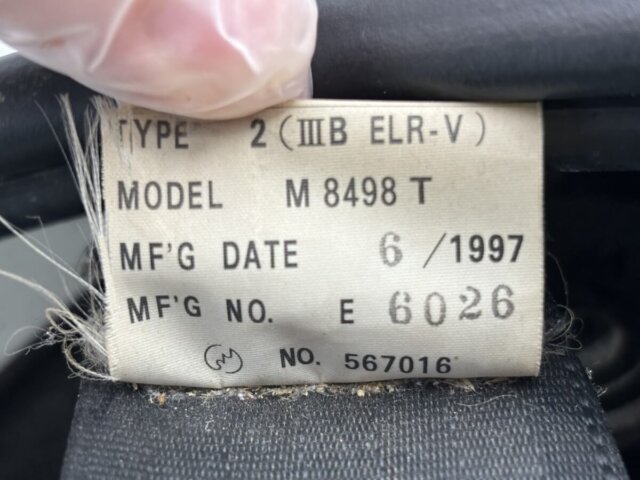 TYPE 2 (IIIB ELR-V)
MODEL M 8498 T
MF'G DATE 6 / 1997
MF'G NO. E 6026
NO. 567016